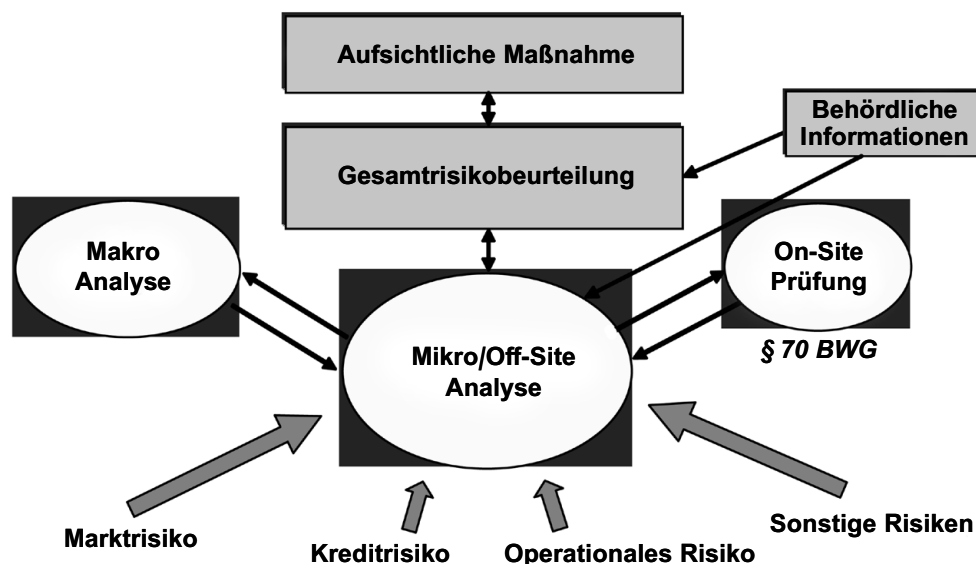 Aufsichtliche Maßnahme
Behördliche
Informationen
Gesamtrisikobeurteilung
Makro
Analyse
On-Site
Prüfung
§ 70 BWG
Mikro/Off-Site
Analyse
Marktrisiko
Kreditrisiko
Operationales Risiko
Sonstige Risiken